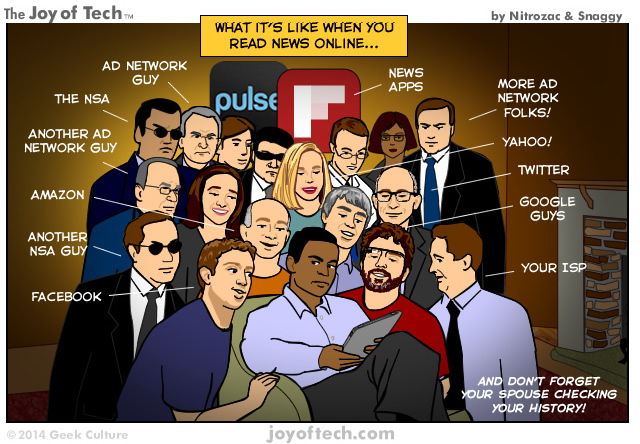 The Joy of Tech™
by Nitrozac & Snaggy
WHAT IT'S LIKE WHEN YOU
READ NEWS ONLINE...
AD NETWORK
GUY
THE NSA
ANOTHER AD
NETWORK GUY
AMAZON
ANOTHER
NSA GUY
FACEBOOK
pulse
NEWS
APPS
MORE AD
NETWORK
FOLKS!
YAHOO!
TWITTER
GOOGLE
GUYS
YOUR ISP
AND DON'T FORGET
YOUR SPOUSE CHECKING
YOUR HISTORY!
© 2014 Geek Culture
joyoftech.com